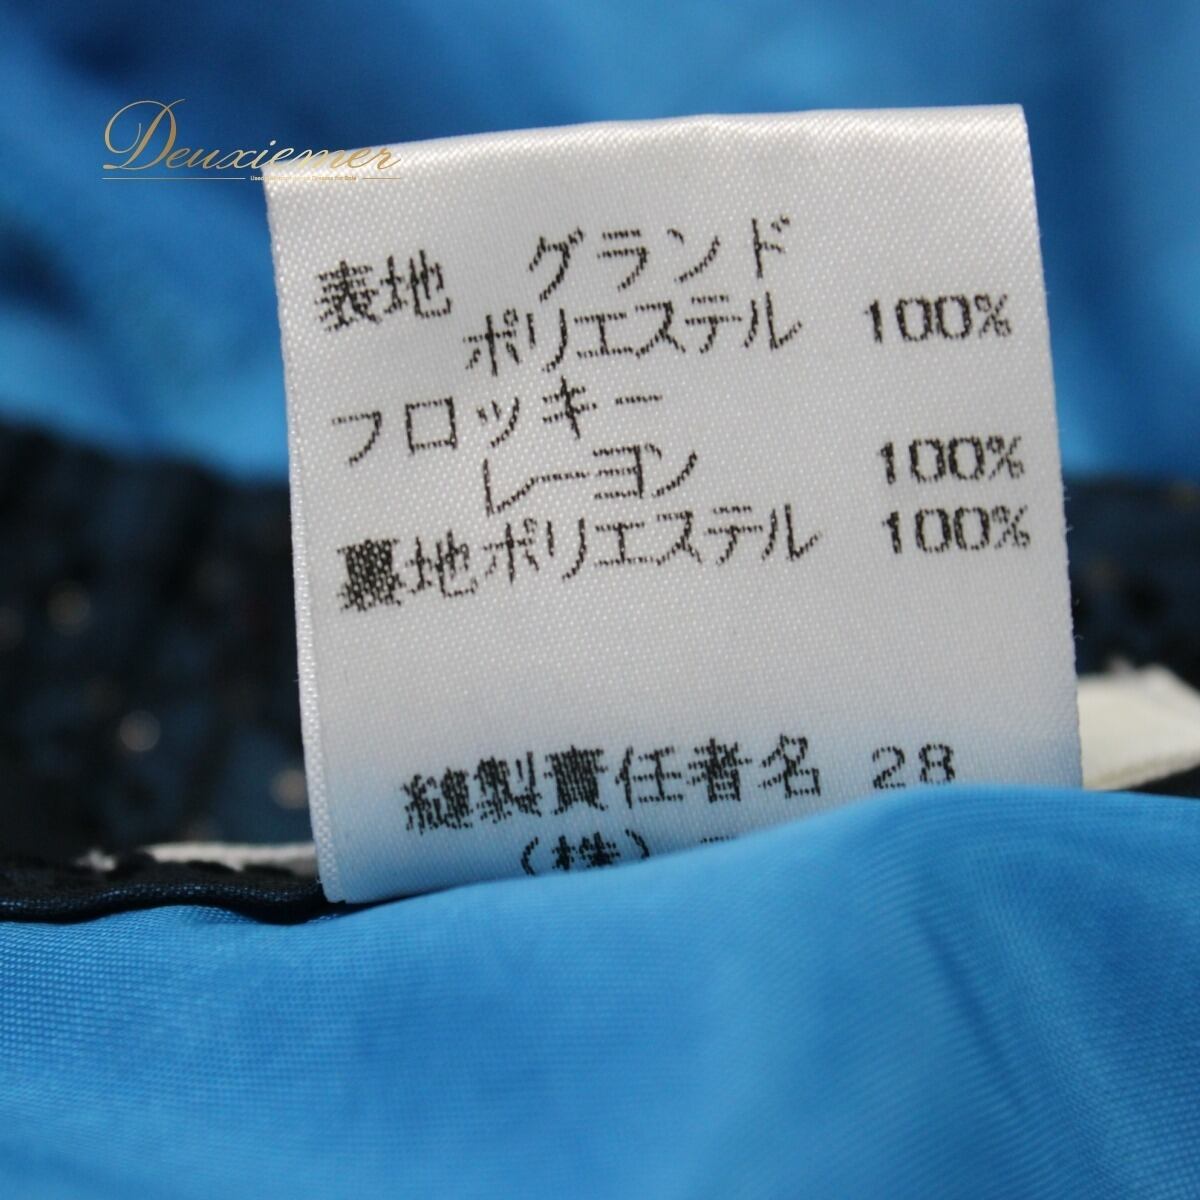 Deuxiemer
表地 グランド
ポリエステル 100%
フロッキー
レーヨン 100%
裏地ポリエステル 100%
縫製責任者名 28
(株)